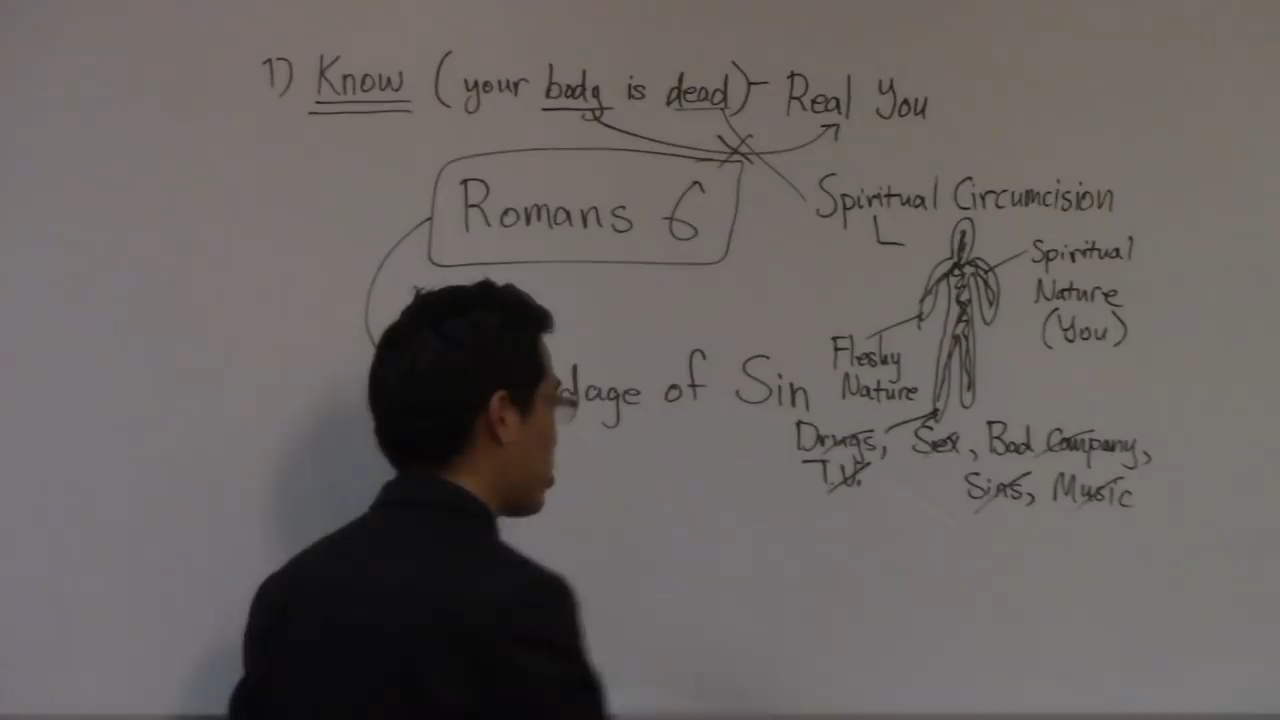 1) Know (your body is dead) - Real You
Romans 6
Spiritual Circumcision
Spiritual
Nature
(You)
Fleshy
Nature
dage of Sin
Drugs, Sex, Bad Company,
T.V. Sins, Music